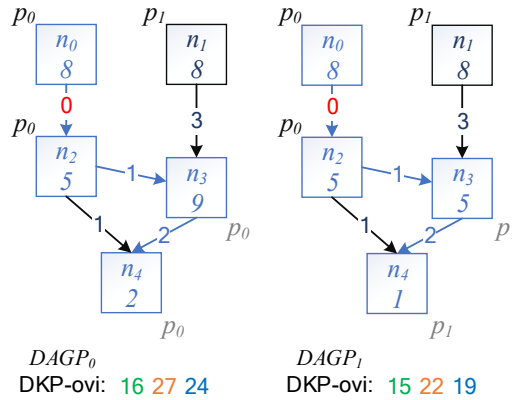 p0 p1 p0 p1
n0 n1 n0 n1
8 8 8 8
0 3 0 3
p0 p0
n2 n3 n2 n3
5 9 5 5
1 1
1 2 p0 1 2 p
n4 n4
2 1
p0 p1
DAGP0 DAGP1
DKP-ovi: 16 27 24 DKP-ovi: 15 22 19